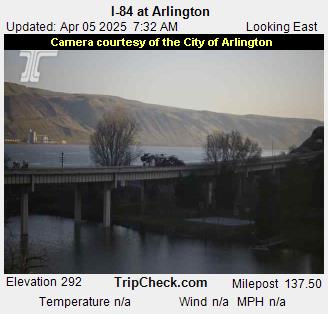 I-84 at Arlington
Updated: Apr 05 2025 7:32 AM Looking East
Camera courtesy of the City of Arlington
Elevation 292 TripCheck.com Milepost 137.50
Temperature n/a Wind n/a MPH n/a